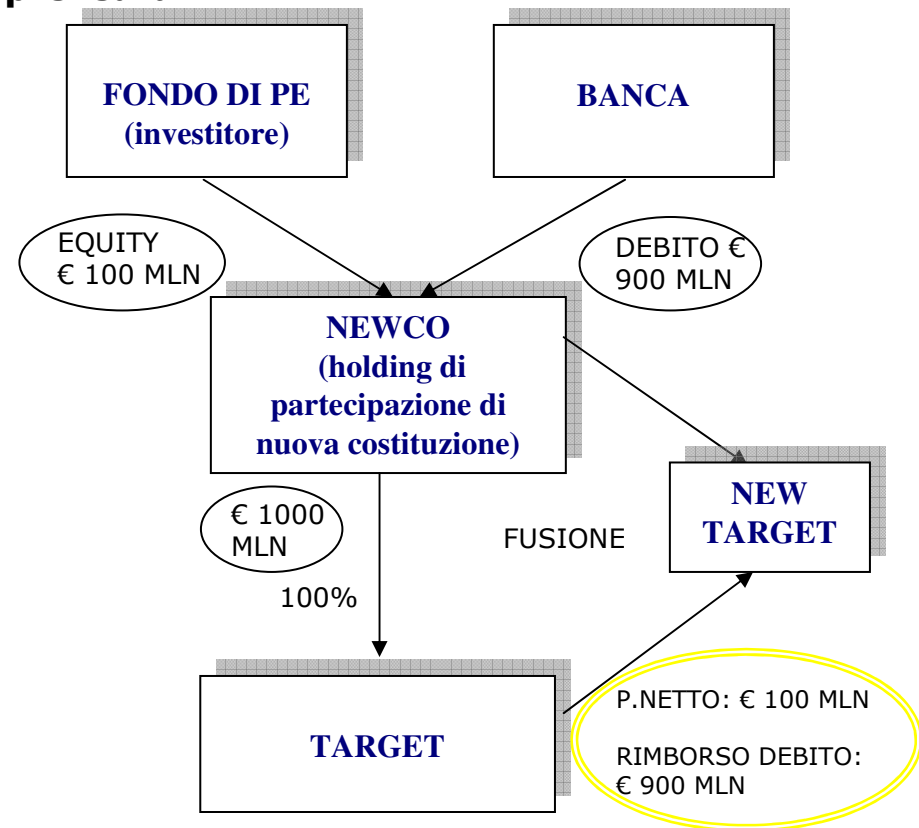 FONDO DI PE
(investitore)
BANCA
EQUITY
€ 100 MLN
DEBITO €
900 MLN
NEWCO
(holding di
partecipazione di
nuova costituzione)
€ 1000
MLN
100%
FUSIONE
NEW
TARGET
TARGET
P.NETTO: € 100 MLN
RIMBORSO DEBITO:
€ 900 MLN